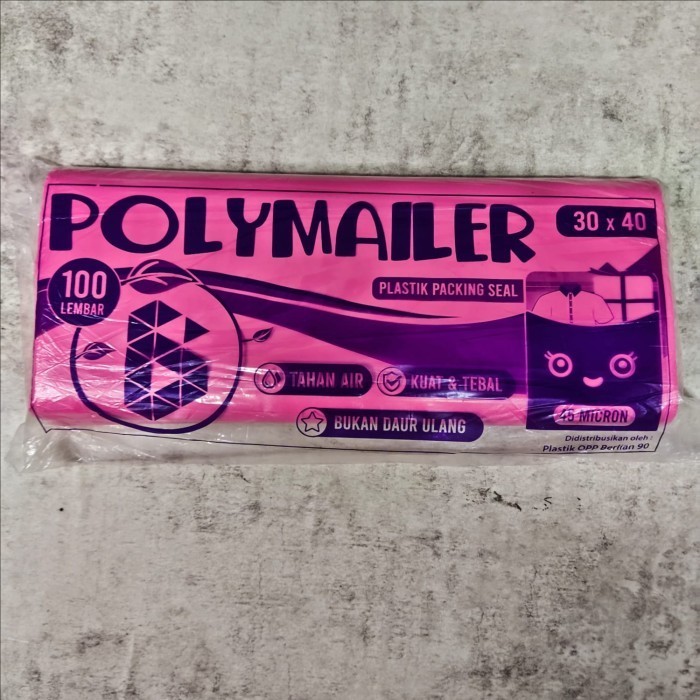 POLYMAILER
30 x 40
100
LEMBAR
PLASTIK PACKING SEAL
TAHAN AIR
KUAT & TEBAL
BUKAN DAUR ULANG
45 MICRON
Didistribusikan oleh :
Plastik OPP Berlian 90